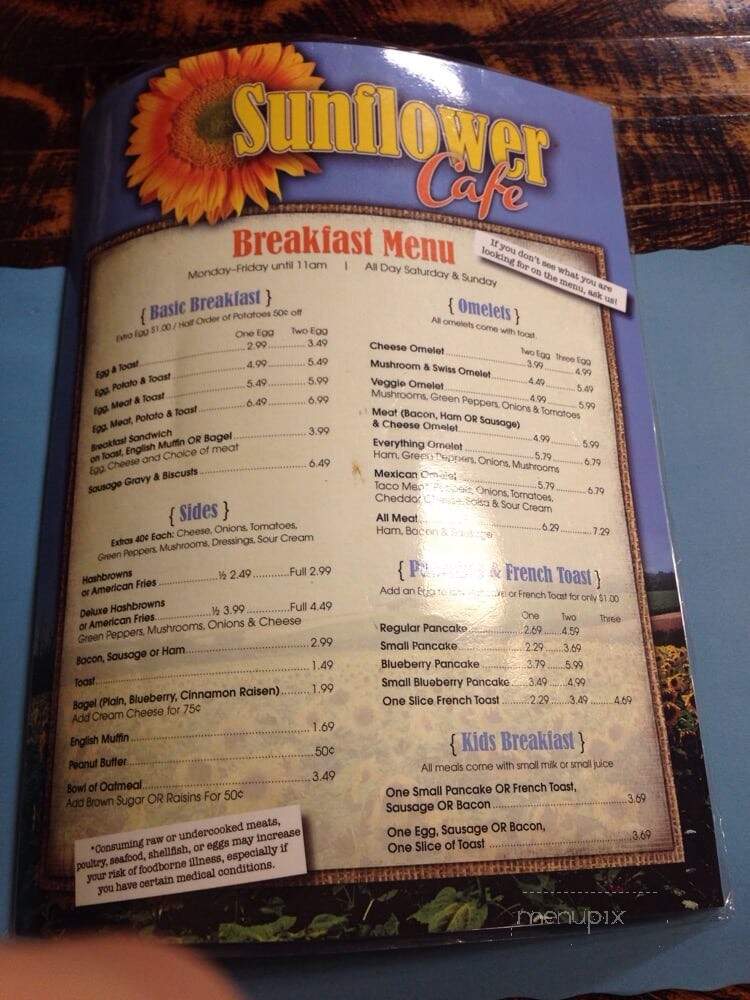 Sunflower
Cafe
Breakfast Menu
Monday-Friday until 11am | All Day Saturday & Sunday
If you don't see what you are
looking for on the menu, ask us!
{ Basic Breakfast }
Extra Egg $1.00 / Half Order of Potatoes 50¢ off
One Egg Two Egg
Egg & Toast 2.99 3.49
Egg, Potato & Toast 4.99 5.49
Egg, Meat & Toast 5.49 5.99
Egg, Meat, Potato & Toast 6.49 6.99
Breakfast Sandwich
on Toast, English Muffin OR Bagel 3.99
Egg, Cheese and Choice of meat
Sausage Gravy & Biscusts 6.49
{ Sides }
Extras 40¢ Each: Cheese, Onions, Tomatoes,
Green Peppers, Mushrooms, Dressings, Sour Cream
Hashbrowns
or American Fries ½ 2.49 Full 2.99
Deluxe Hashbrowns
or American Fries ½ 3.99 Full 4.49
Green Peppers, Mushrooms, Onions & Cheese
Bacon, Sausage or Ham 2.99
Toast 1.49
Bagel (Plain, Blueberry, Cinnamon Raisen) 1.99
Add Cream Cheese for 75¢
English Muffin 1.69
Peanut Butter 50¢
Bowl of Oatmeal 3.49
Add Brown Sugar OR Raisins For 50¢
*Consuming raw or undercooked meats,
poultry, seafood, shellfish, or eggs may increase
your risk of foodborne illness, especially if
you have certain medical conditions.
{ Omelets }
All omelets come with toast
Two Egg Three Egg
Cheese Omelet 3.99 4.99
Mushroom & Swiss Omelet 4.49 5.49
Veggie Omelet 4.99 5.99
Mushrooms, Green Peppers, Onions & Tomatoes
Meat (Bacon, Ham OR Sausage)
& Cheese Omelet 4.99 5.99
Everything Omelet 5.79 6.79
Ham, Green Peppers, Onions, Mushrooms
Mexican Omelet 5.79 6.79
Taco Meat, Peppers, Onions, Tomatoes,
Cheddar Cheese, Salsa & Sour Cream
All Meat 6.29 7.29
Ham, Bacon & Sausage
{ & French Toast }
Add an Egg to or French Toast for only $1.00
One Two Three
Regular Pancake 2.69 4.59
Small Pancake 2.29 3.69
Blueberry Pancake 3.79 5.99
Small Blueberry Pancake 3.49 4.99
One Slice French Toast 2.29 3.49 4.69
{ Kids Breakfast }
All meals come with small milk or small juice
One Small Pancake OR French Toast,
Sausage OR Bacon 3.69
One Egg, Sausage OR Bacon,
One Slice of Toast 3.69
menupix